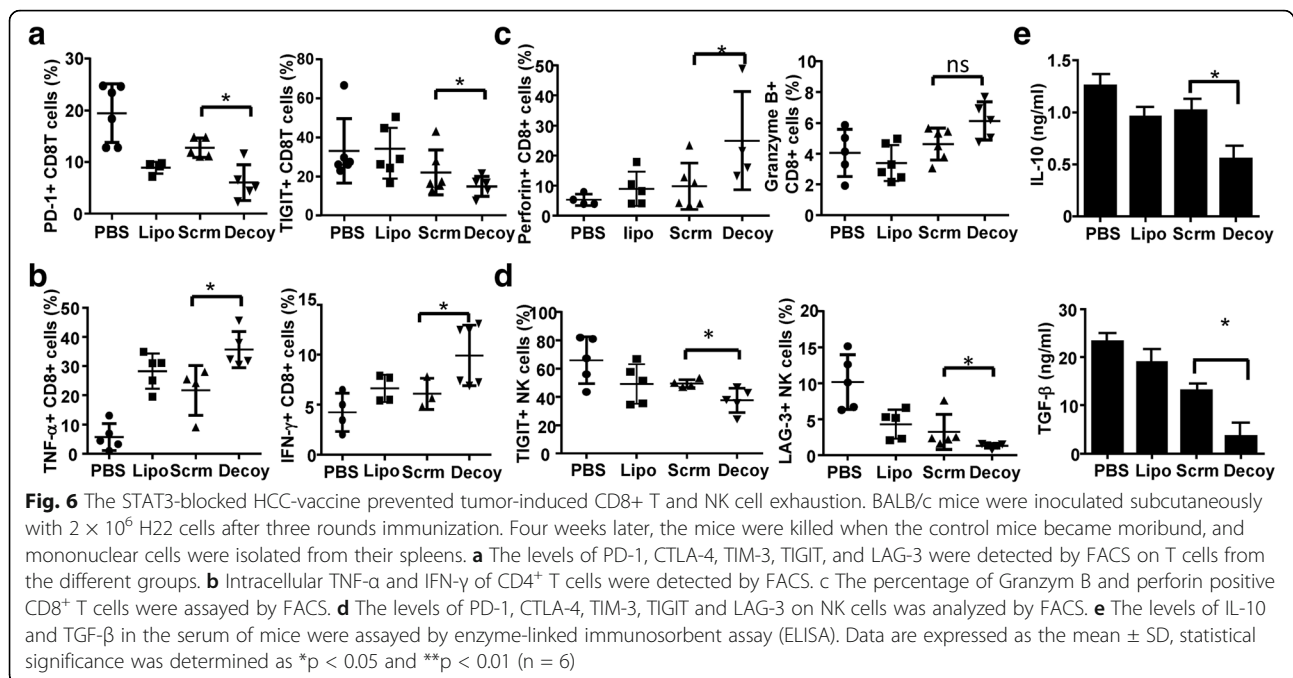 a
PD-1+ CD8T cells (%)
30
20
10
0
PBS Lipo Scrm Decoy
*
TIGIT+ CD8T cells (%)
100
80
60
40
20
0
PBS Lipo Scrm Decoy
*
c
Perforin+ CD8+ cells (%)
60
50
40
30
20
10
0
PBS lipo Scrm Decoy
*
Granzyme B+
CD8+ cells (%)
10
8
6
4
2
0
PBS Lipo Scrm Decoy
ns
e
IL-10 (ng/ml)
1.5
1.0
0.5
0.0
PBS Lipo Scrm Decoy
*
b
TNF-α+ CD8+ cells (%)
50
40
30
20
10
0
PBS Lipo Scrm Decoy
*
IFN-γ+ CD8+ cells (%)
15
10
5
0
PBS Lipo Scrm Decoy
*
d
TIGIT+ NK cells (%)
100
80
60
40
20
0
PBS Lipo Scrm Decoy
*
LAG-3+ NK cells (%)
20
15
10
5
0
PBS Lipo Scrm Decoy
*
TGF-β (ng/ml)
30
20
10
0
PBS Lipo Scrm Decoy
*
Fig. 6 The STAT3-blocked HCC-vaccine prevented tumor-induced CD8+ T and NK cell exhaustion. BALB/c mice were inoculated subcutaneously
with 2 × 10⁶ H22 cells after three rounds immunization. Four weeks later, the mice were killed when the control mice became moribund, and
mononuclear cells were isolated from their spleens. a The levels of PD-1, CTLA-4, TIM-3, TIGIT, and LAG-3 were detected by FACS on T cells from
the different groups. b Intracellular TNF-α and IFN-γ of CD4⁺ T cells were detected by FACS. c The percentage of Granzym B and perforin positive
CD8⁺ T cells were assayed by FACS. d The levels of PD-1, CTLA-4, TIM-3, TIGIT and LAG-3 on NK cells was analyzed by FACS. e The levels of IL-10
and TGF-β in the serum of mice were assayed by enzyme-linked immunosorbent assay (ELISA). Data are expressed as the mean ± SD, statistical
significance was determined as *p < 0.05 and **p < 0.01 (n = 6)